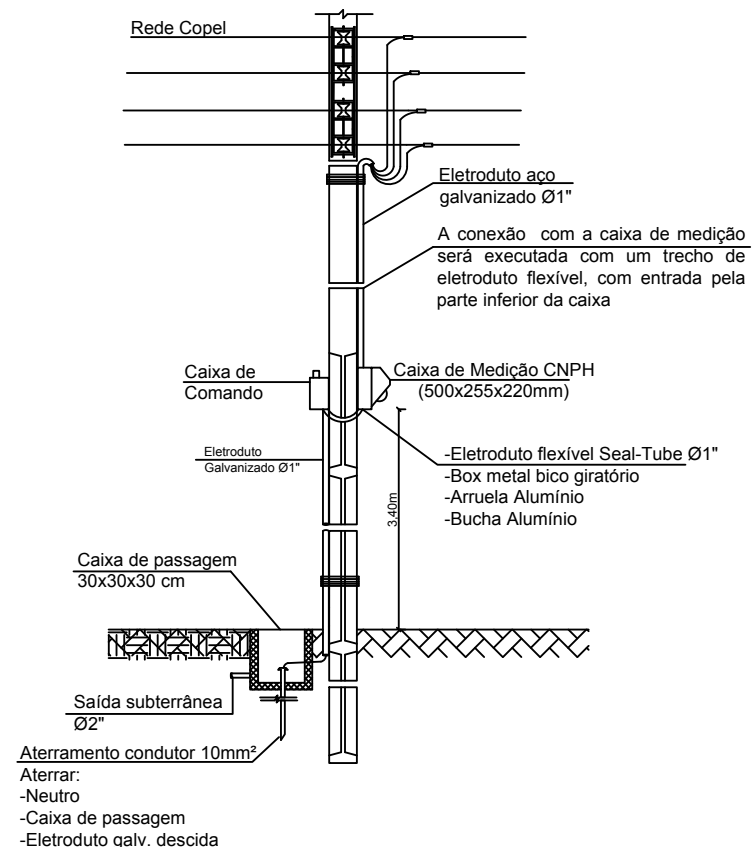 Rede Copel
Eletroduto aço
galvanizado Ø1"
A conexão com a caixa de medição
será executada com um trecho de
eletroduto flexível, com entrada pela
parte inferior da caixa
Caixa de
Comando
Caixa de Medição CNPH
(500x255x220mm)
Eletroduto
Galvanizado Ø1"
-Eletroduto flexível Seal-Tube Ø1"
-Box metal bico giratório
-Arruela Alumínio
-Bucha Alumínio
3,40m
Caixa de passagem
30x30x30 cm
Saída subterrânea
Ø2"
Aterramento condutor 10mm²
Aterrar:
-Neutro
-Caixa de passagem
-Eletroduto galv. descida